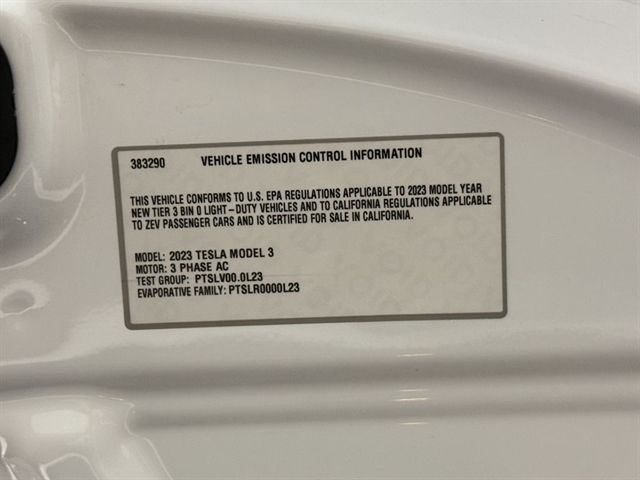 383290 VEHICLE EMISSION CONTROL INFORMATION
THIS VEHICLE CONFORMS TO U.S. EPA REGULATIONS APPLICABLE TO 2023 MODEL YEAR
NEW TIER 3 BIN 0 LIGHT-DUTY VEHICLES AND TO CALIFORNIA REGULATIONS APPLICABLE
TO ZEV PASSENGER CARS AND IS CERTIFIED FOR SALE IN CALIFORNIA.
MODEL: 2023 TESLA MODEL 3
MOTOR: 3 PHASE AC
TEST GROUP: PTSLV00.0L23
EVAPORATIVE FAMILY: PTSLR0000L23